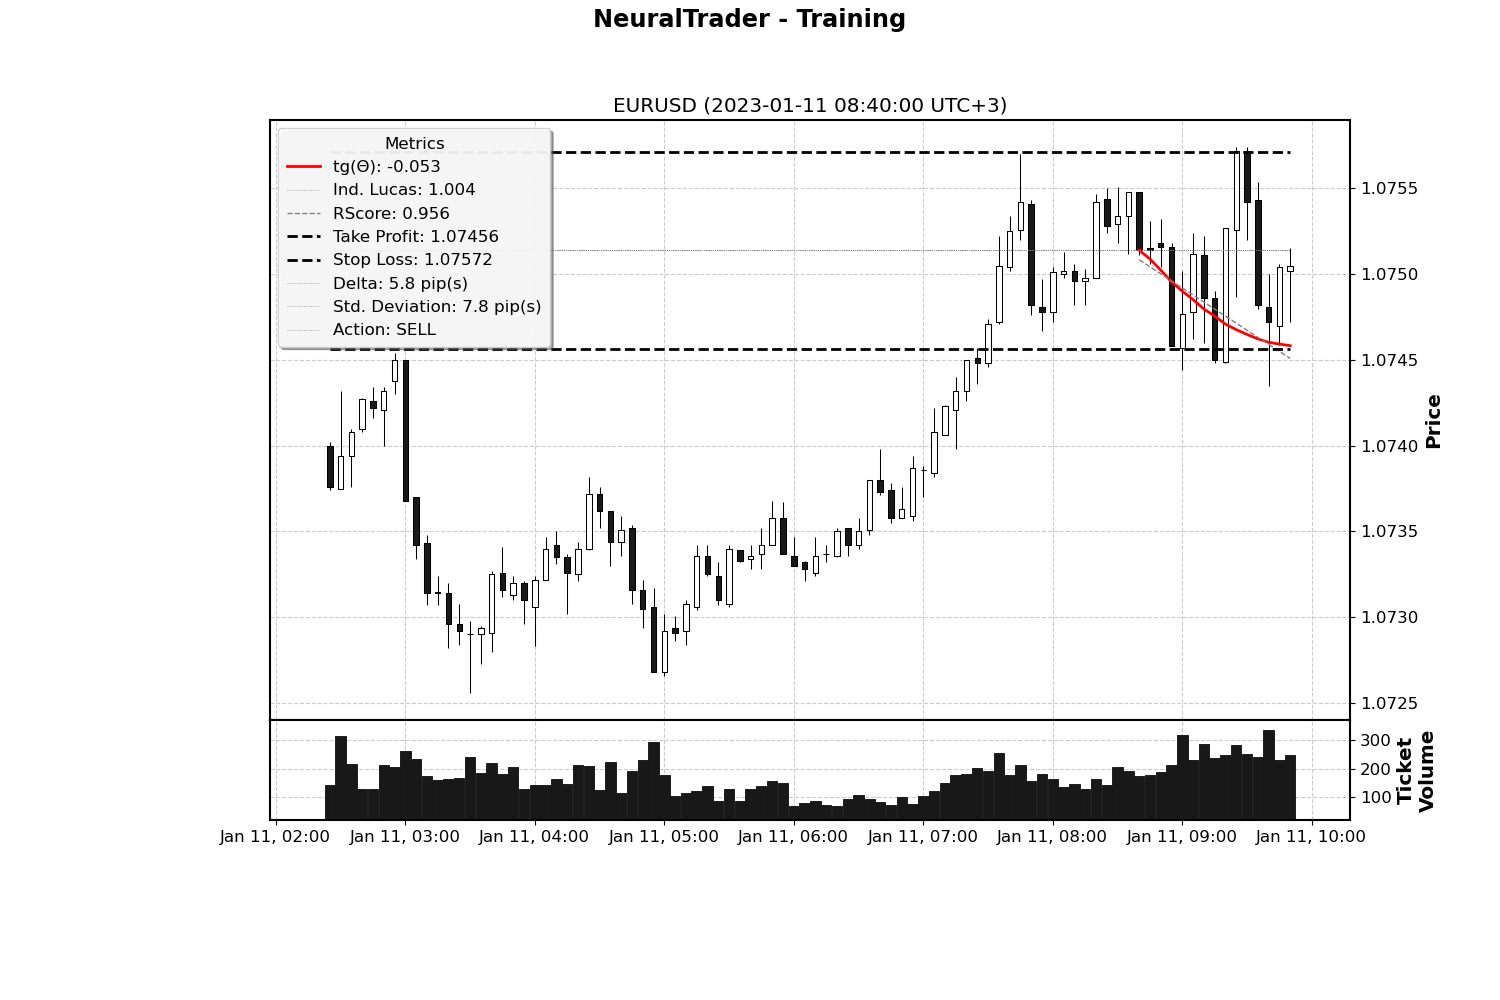 NeuralTrader - Training
EURUSD (2023-01-11 08:40:00 UTC+3)
Metrics
tg(Θ): -0.053
Ind. Lucas: 1.004
RScore: 0.956
Take Profit: 1.07456
Stop Loss: 1.07572
Delta: 5.8 pip(s)
Std. Deviation: 7.8 pip(s)
Action: SELL
1.0755
1.0750
1.0745
1.0740
1.0735
1.0730
1.0725
Price
300
200
100
Ticket
Volume
Jan 11, 02:00 Jan 11, 03:00 Jan 11, 04:00 Jan 11, 05:00 Jan 11, 06:00 Jan 11, 07:00 Jan 11, 08:00 Jan 11, 09:00 Jan 11, 10:00